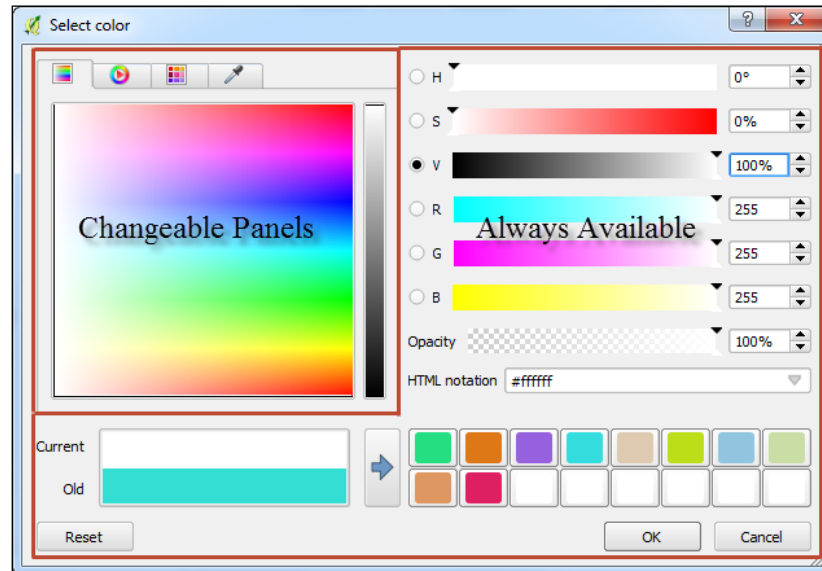 Select color
?
H
0°
S
0%
V
100%
R
255
G
255
B
255
Changeable Panels
Always Available
Opacity
100%
HTML notation
#ffffff
Current
Old
Reset
OK
Cancel